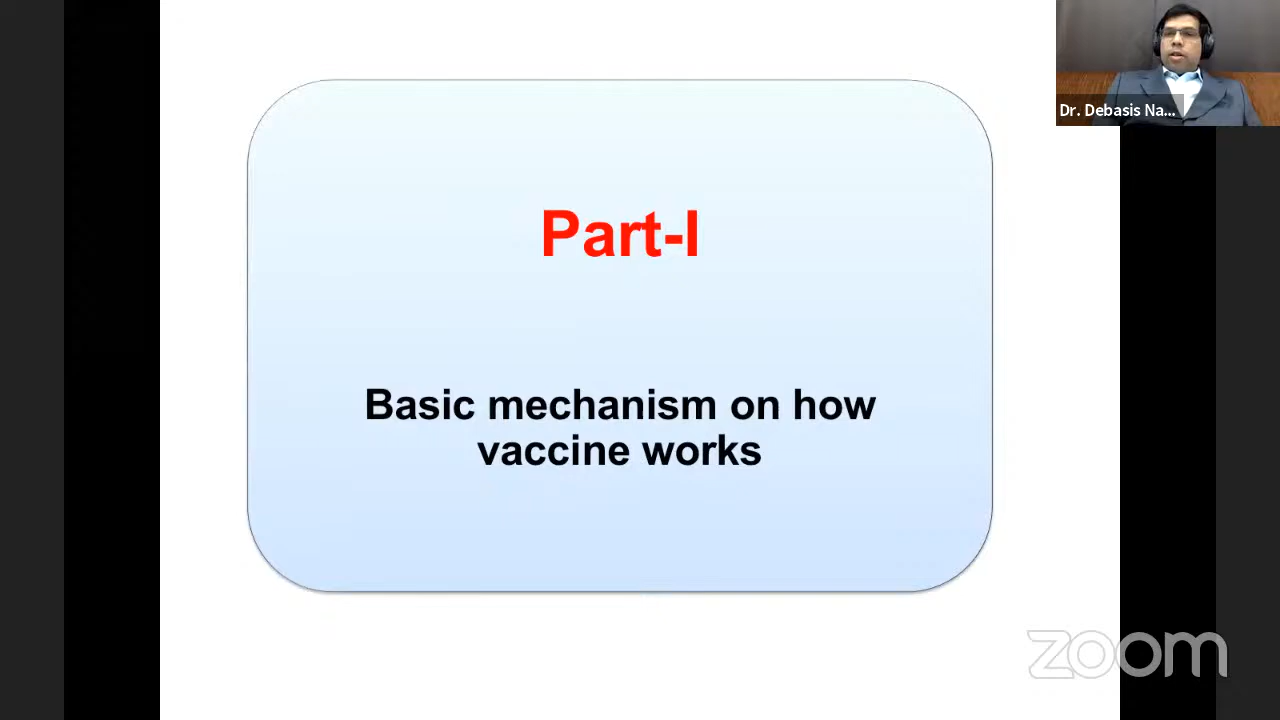 Dr. Debasis Na...
Part-I
Basic mechanism on how
vaccine works
zoom